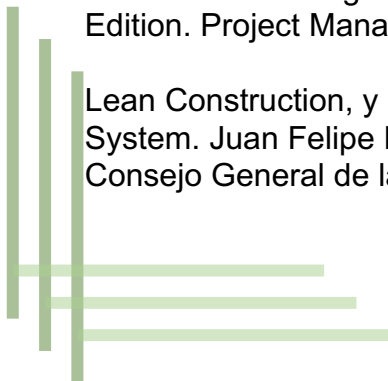 Edition. Project Mana
Lean Construction, y
System. Juan Felipe
Consejo General de